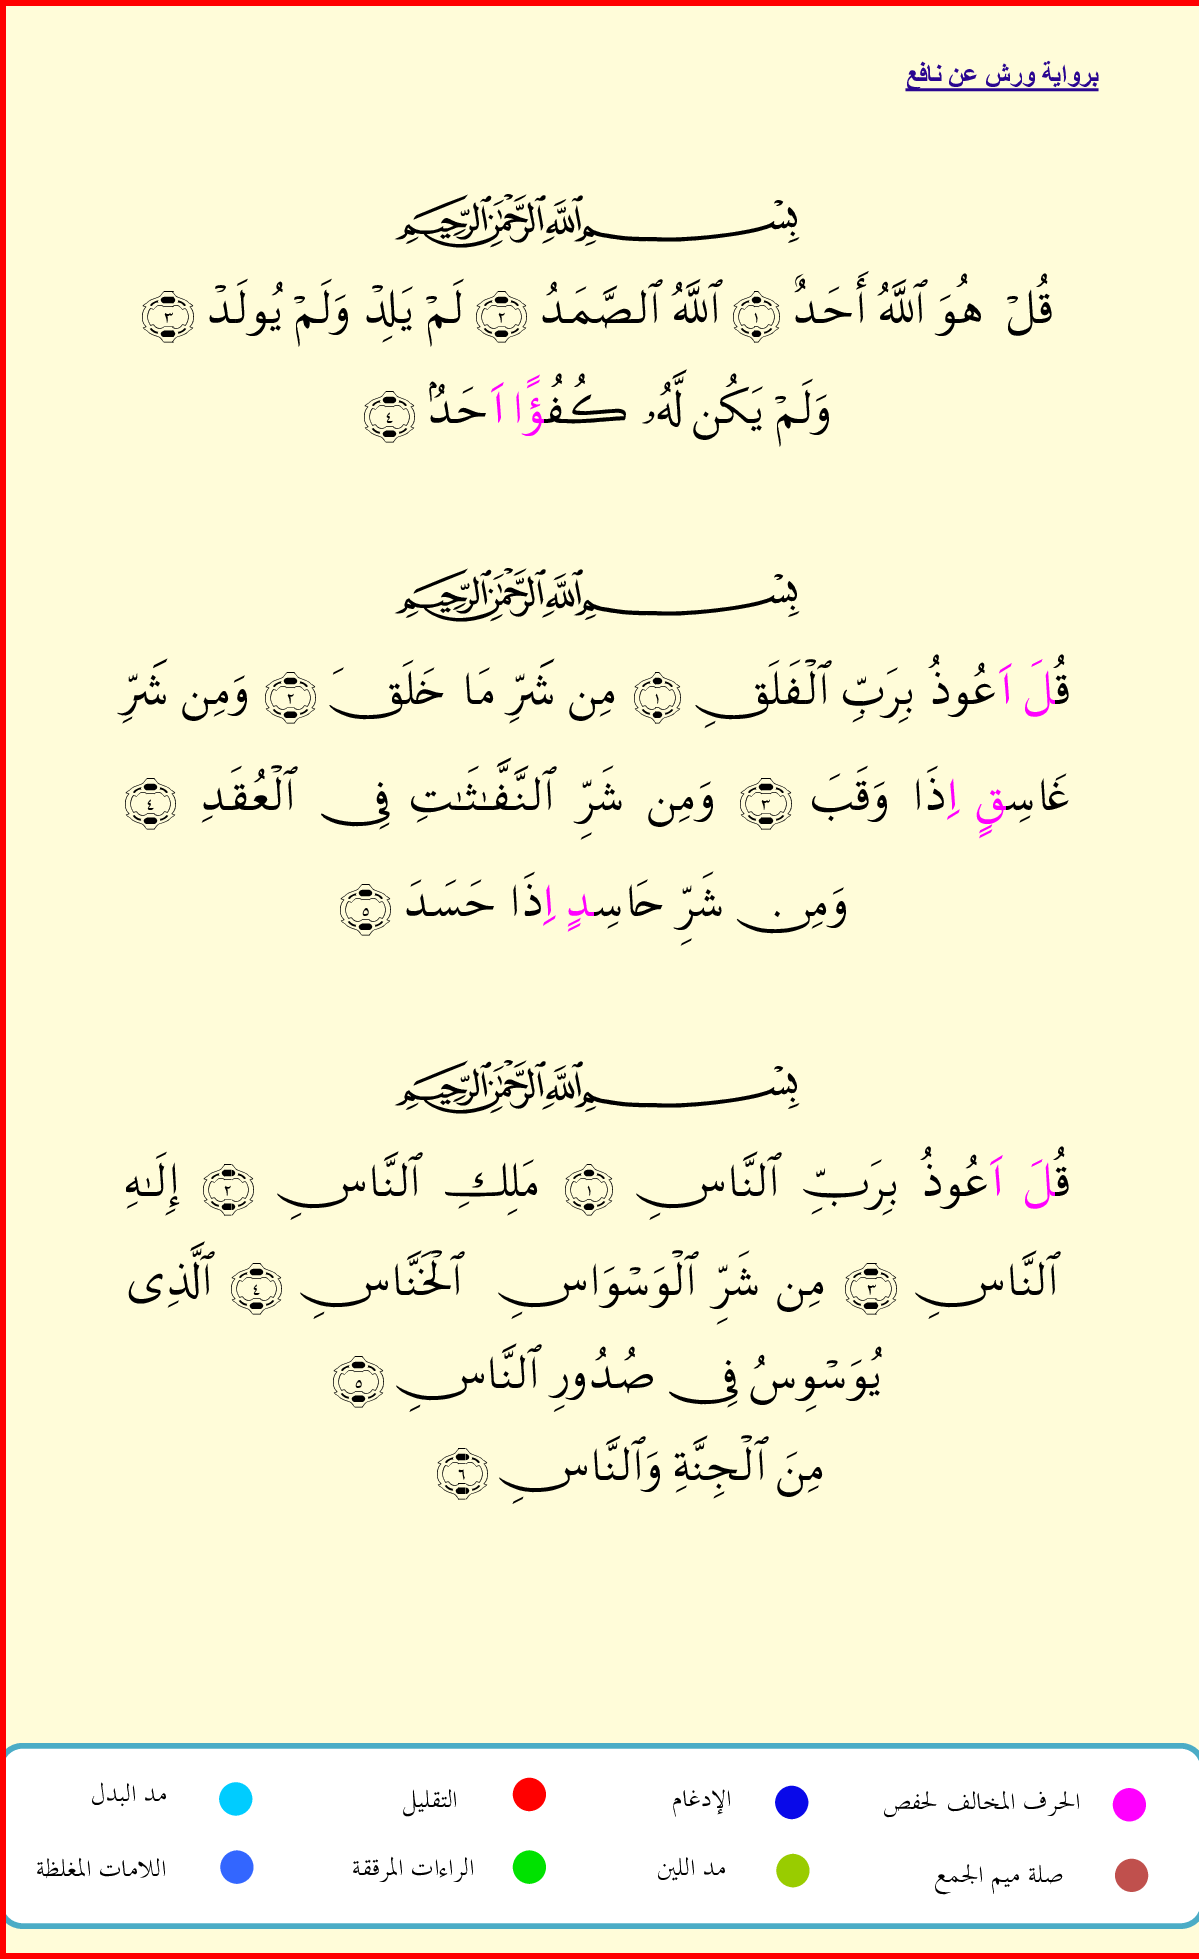 برواية ورش عن نافع
بِسْمِ ٱللَّهِ ٱلرَّحْمَٰنِ ٱلرَّحِيمِ
قُلْ هُوَ ٱللَّهُ أَحَدٌ ١ ٱللَّهُ ٱلصَّمَدُ ٢ لَمْ يَلِدْ وَلَمْ يُولَدْ ٣
وَلَمْ يَكُن لَّهُۥ كُفُؤًا اَحَدٌۢ ٤
بِسْمِ ٱللَّهِ ٱلرَّحْمَٰنِ ٱلرَّحِيمِ
قُلَ اَعُوذُ بِرَبِّ ٱلْفَلَقِ ١ مِن شَرِّ مَا خَلَقَ ٢ وَمِن شَرِّ
غَاسِقٍ اِذَا وَقَبَ ٣ وَمِن شَرِّ ٱلنَّفَّٰثَٰتِ فِى ٱلْعُقَدِ ٤
وَمِن شَرِّ حَاسِدٍ اِذَا حَسَدَ ٥
بِسْمِ ٱللَّهِ ٱلرَّحْمَٰنِ ٱلرَّحِيمِ
قُلَ اَعُوذُ بِرَبِّ ٱلنَّاسِ ١ مَلِكِ ٱلنَّاسِ ٢ إِلَٰهِ
ٱلنَّاسِ ٣ مِن شَرِّ ٱلْوَسْوَاسِ ٱلْخَنَّاسِ ٤ ٱلَّذِى
يُوَسْوِسُ فِى صُدُورِ ٱلنَّاسِ ٥
مِنَ ٱلْجِنَّةِ وَٱلنَّاسِ ٦
الحرف المخالف لحفص الإدغام التقليل مد البدل
صلة ميم الجمع مد اللين الراءات المرققة اللامات المغلظة